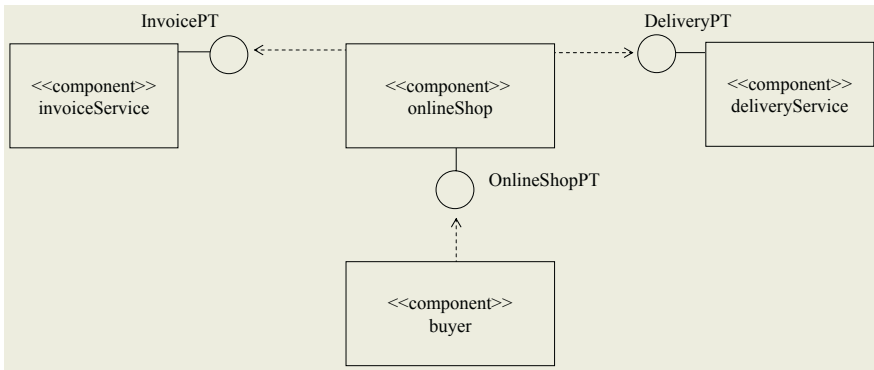 InvoicePT
DeliveryPT
<<component>>
invoiceService
<<component>>
onlineShop
<<component>>
deliveryService
OnlineShopPT
<<component>>
buyer